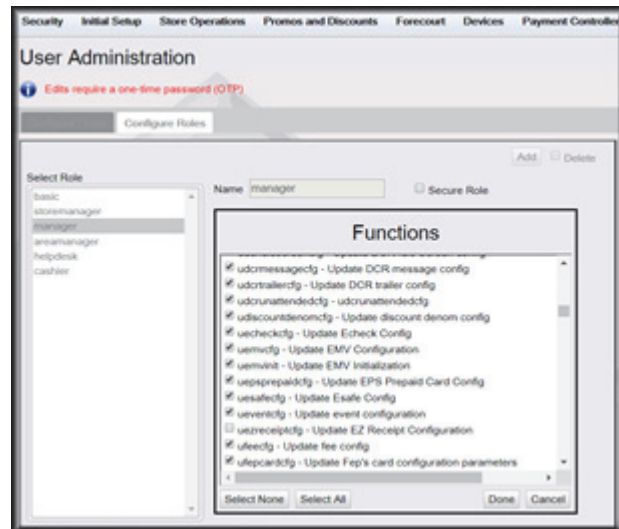 Security Initial Setup Store Operations Promos and Discounts Forecourt Devices Payment Controller
User Administration
Edits require a one-time password (OTP)
Configure Roles
Add Delete
Select Role
Name manager Secure Role
basic
storemanager
manager
areamanager
helpdesk
cashier
Functions
udcrmessagecfg - Update DCR message config
udcrtrailercfg - Update DCR trailer config
udcrunattendedcfg - udcrunattendedcfg
udiscountdenomcfg - Update discount denom config
uecheckcfg - Update Echeck Config
uemvcfg - Update EMV Configuration
uemvinit - Update EMV Initialization
uepsprepaidcfg - Update EPS Prepaid Card Config
uesafecfg - Update Esafe Config
ueventcfg - Update event configuration
uezreceiptcfg - Update EZ Receipt Configuration
ufeecfg - Update fee config
ufepcardcfg - Update Fep's card configuration parameters
Select None Select All Done Cancel